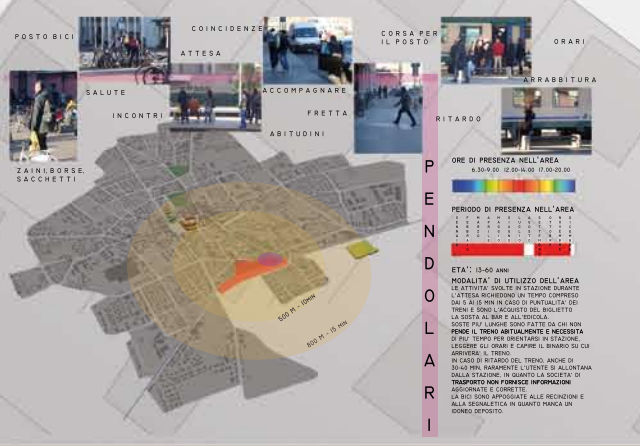 POSTO BICI
COINCIDENZE
ATTESA
CORSA PER
IL POSTO
ORARI
ARRABBITURA
SALUTE
ACCOMPAGNARE
INCONTRI
FRETTA
RITARDO
ABITUDINI
ZAINI, BORSE,
SACCHETTI
PENDOLARI
ORE DI PRESENZA NELL'AREA
6.30-9.00 12.00-14.00 17.00-20.00
PERIODO DI PRESENZA NELL'AREA
500 M - 10MIN
800 M - 15 MIN
ETA': 13-60 ANNI
MODALITA' DI UTILIZZO DELL'AREA
LE ATTIVITA' SVOLTE IN STAZIONE DURANTE
L'ATTESA RICHIEDONO UN TEMPO COMPRESO
DAI 5 AI 15 MIN IN CASO DI PUNTUALITA' DEI
TRENI E SONO L'ACQUISTO DEL BIGLIETTO
LA SOSTA AL BAR E ALL'EDICOLA.
SOSTE PIU' LUNGHE SONO FATTE DA CHI NON
PENDE IL TRENO ABITUALMENTE E NECESSITA
DI PIU' TEMPO PER ORIENTARSI IN STAZIONE,
LEGGERE GLI ORARI E CAPIRE IL BINARIO SU CUI
ARRIVERA' IL TRENO.
IN CASO DI RITARDO DEL TRENO, ANCHE DI
30-40 MIN, RARAMENTE L'UTENTE SI ALLONTANA
DALLA STAZIONE, IN QUANTO LA SOCIETA' DI
TRASPORTO NON FORNISCE INFORMAZIONI
AGGIORNATE E CORRETTE.
LA BICI SONO APPOGGIATE ALLE RECINZIONI E
ALLA SEGNALETICA IN QUANTO MANCA UN
IDONEO DEPOSITO.